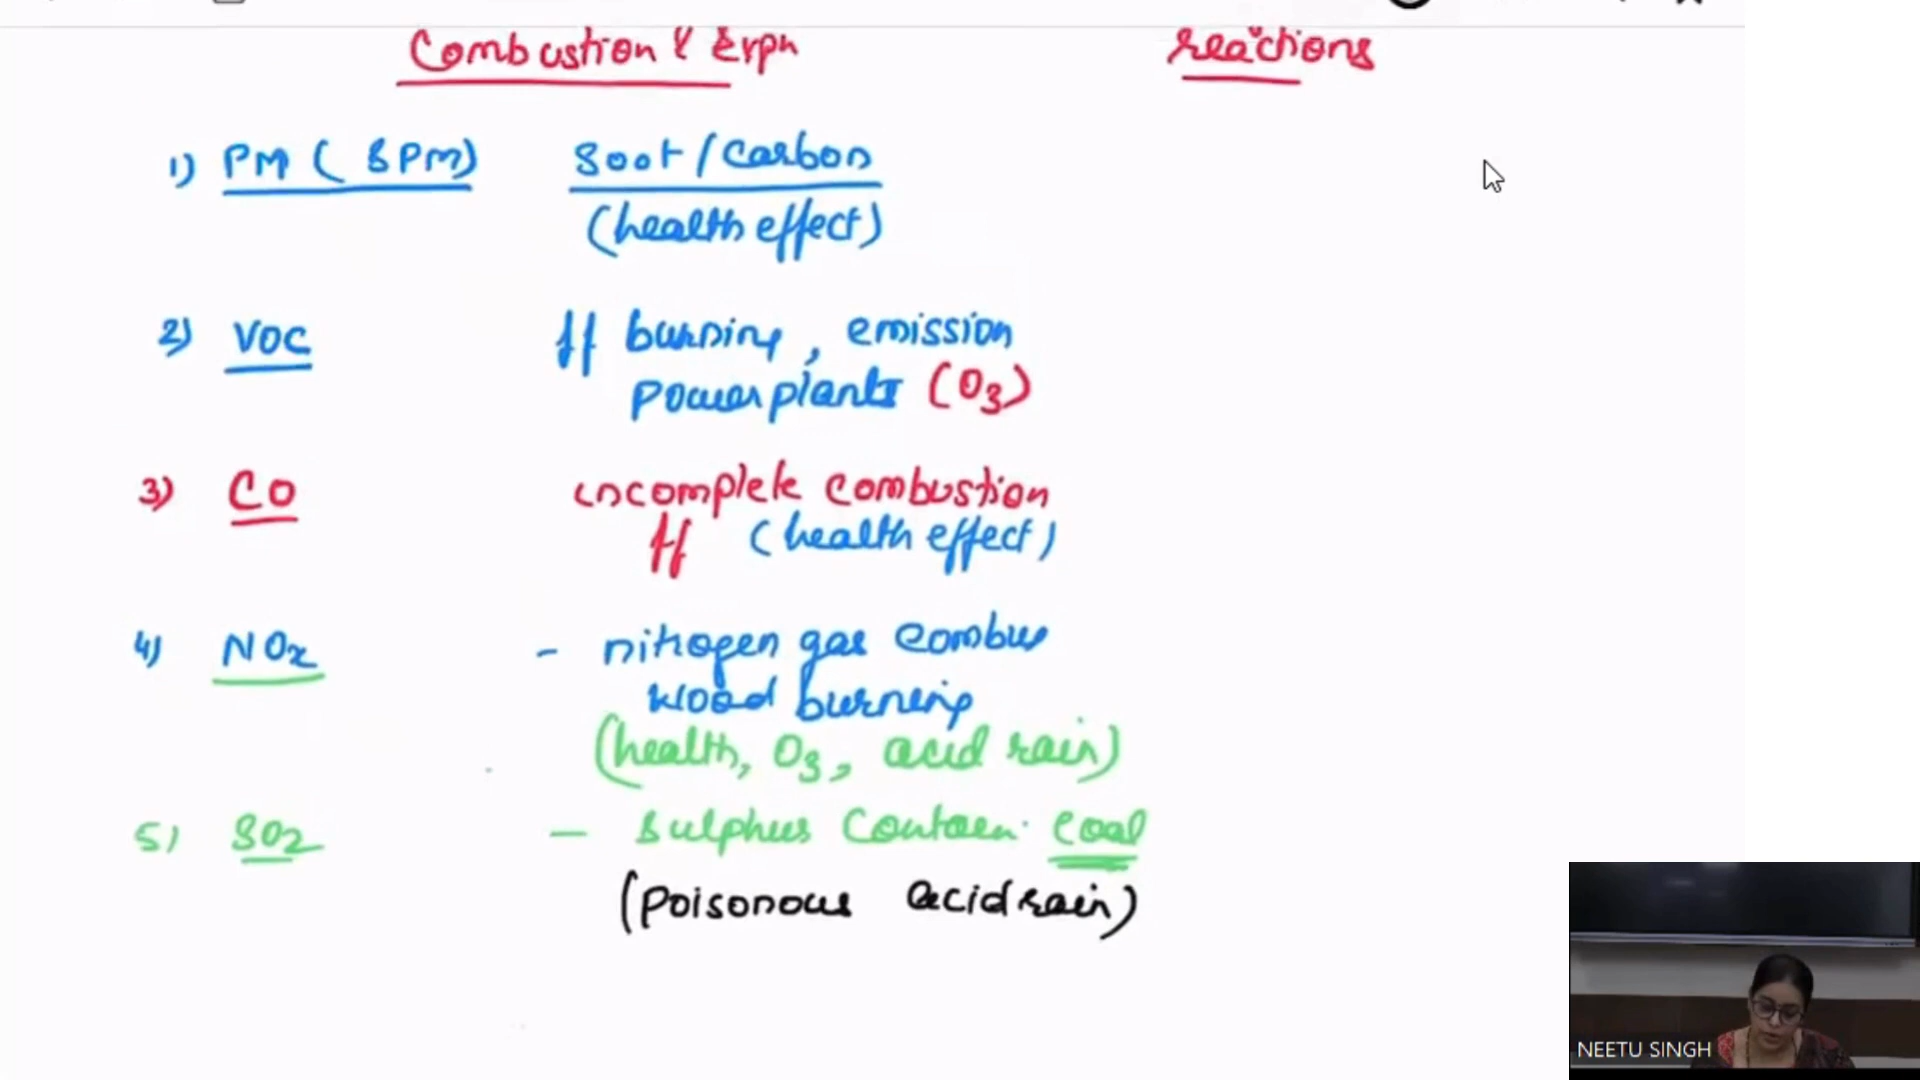 Combustion & Expn reactions
1) PM ( SPM) Soot / Carbon
(health effect)
2) VOC ff burning, emission
powerplants (O3)
3) CO incomplete combustion
ff (health effect)
4) NOx - nitrogen gas combus
wood burning
(health, O3, acid rain)
5) SO2 - Sulphur Contain. Coal
(Poisonous acid rain)
NEETU SINGH